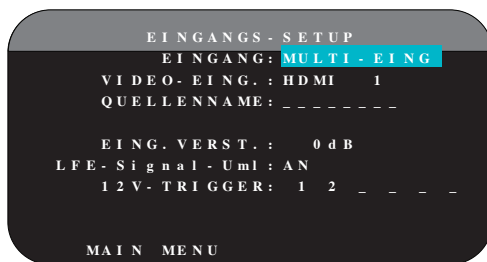 EINGANGS-SETUP
EINGANG: MULTI-EING
VIDEO-EING.: HDMI 1
QUELLENNAME: _ _ _ _ _ _ _ _
EING.VERST.: 0dB
LFE-Signal-Uml: AN
12V-TRIGGER: 1 2 _ _ _ _
MAIN MENU